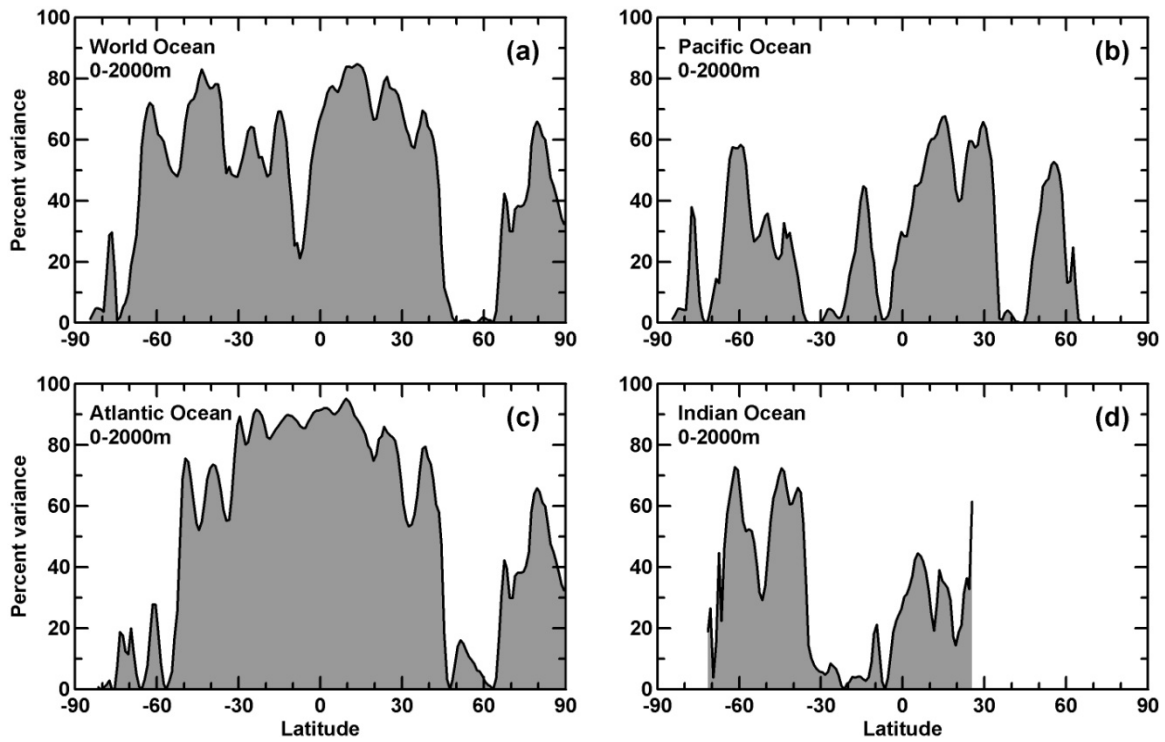 World Ocean
0-2000m
(a)
Percent variance
100
80
60
40
20
0
-90 -60 -30 0 30 60 90
Pacific Ocean
0-2000m
(b)
100
80
60
40
20
0
-90 -60 -30 0 30 60 90
Atlantic Ocean
0-2000m
(c)
Percent variance
100
80
60
40
20
0
-90 -60 -30 0 30 60 90
Latitude
Indian Ocean
0-2000m
(d)
100
80
60
40
20
0
-90 -60 -30 0 30 60 90
Latitude